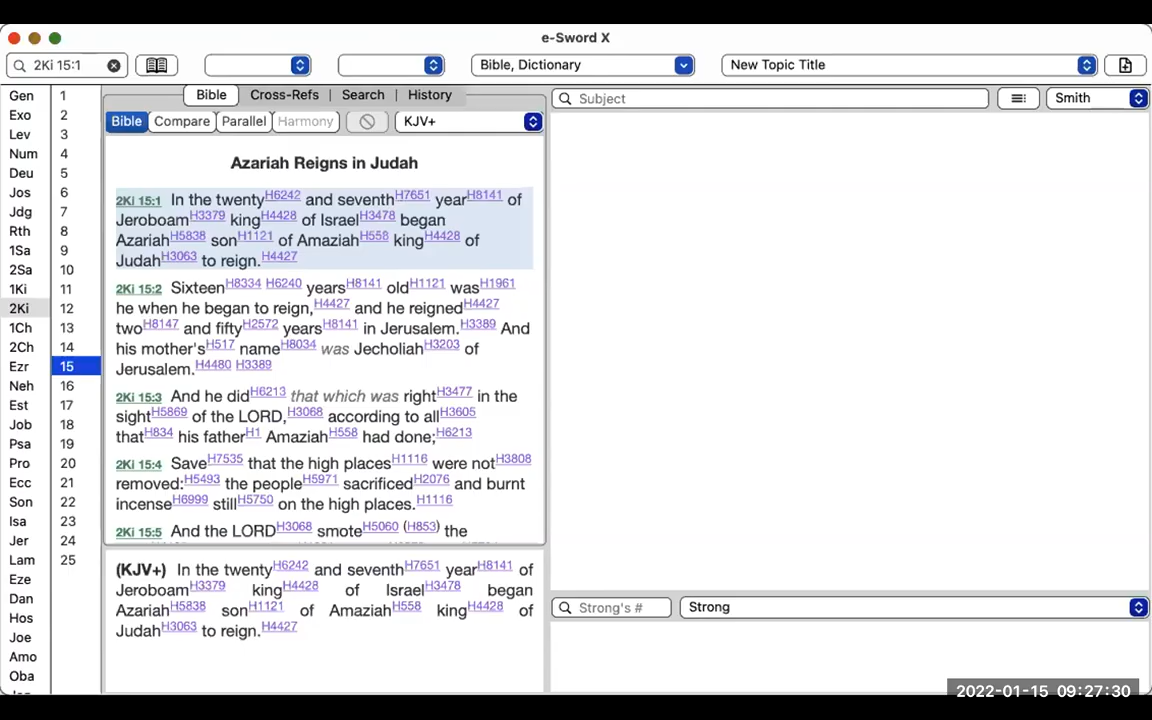 e-Sword X
2Ki 15:1
Bible, Dictionary
New Topic Title
Bible Cross-Refs Search History
Subject
Smith
Bible Compare Parallel Harmony KJV+
Gen
Exo
Lev
Num
Deu
Jos
Jdg
Rth
1Sa
2Sa
1Ki
2Ki
1Ch
2Ch
Ezr
Neh
Est
Job
Psa
Pro
Ecc
Son
Isa
Jer
Lam
Eze
Dan
Hos
Joe
Amo
Oba
1
2
3
4
5
6
7
8
9
10
11
12
13
14
15
16
17
18
19
20
21
22
23
24
25
Azariah Reigns in Judah
2Ki 15:1 In the twentyH6242 and seventhH7651 yearH8141 of
JeroboamH3379 kingH4428 of IsraelH3478 began
AzariahH5838 sonH1121 of AmaziahH558 kingH4428 of
JudahH3063 to reign.H4427
2Ki 15:2 SixteenH8334 H6240 yearsH8141 oldH1121 wasH1961
he when he began to reign,H4427 and he reignedH4427
twoH8147 and fiftyH2572 yearsH8141 in Jerusalem.H3389 And
his mother'sH517 nameH8034 was JecholiahH3203 of
Jerusalem.H4480 H3389
2Ki 15:3 And he didH6213 that which was rightH3477 in the
sightH5869 of the LORD,H3068 according to allH3605
thatH834 his fatherH1 AmaziahH558 had done;H6213
2Ki 15:4 SaveH7535 that the high placesH1116 were notH3808
removed:H5493 the peopleH5971 sacrificedH2076 and burnt
incenseH6999 stillH5750 on the high places.H1116
2Ki 15:5 And the LORDH3068 smoteH5060 (H853) the
(KJV+) In the twentyH6242 and seventhH7651 yearH8141 of
JeroboamH3379 kingH4428 of IsraelH3478 began
AzariahH5838 sonH1121 of AmaziahH558 kingH4428 of
JudahH3063 to reign.H4427
Strong's #
Strong
2022-01-15 09:27:30